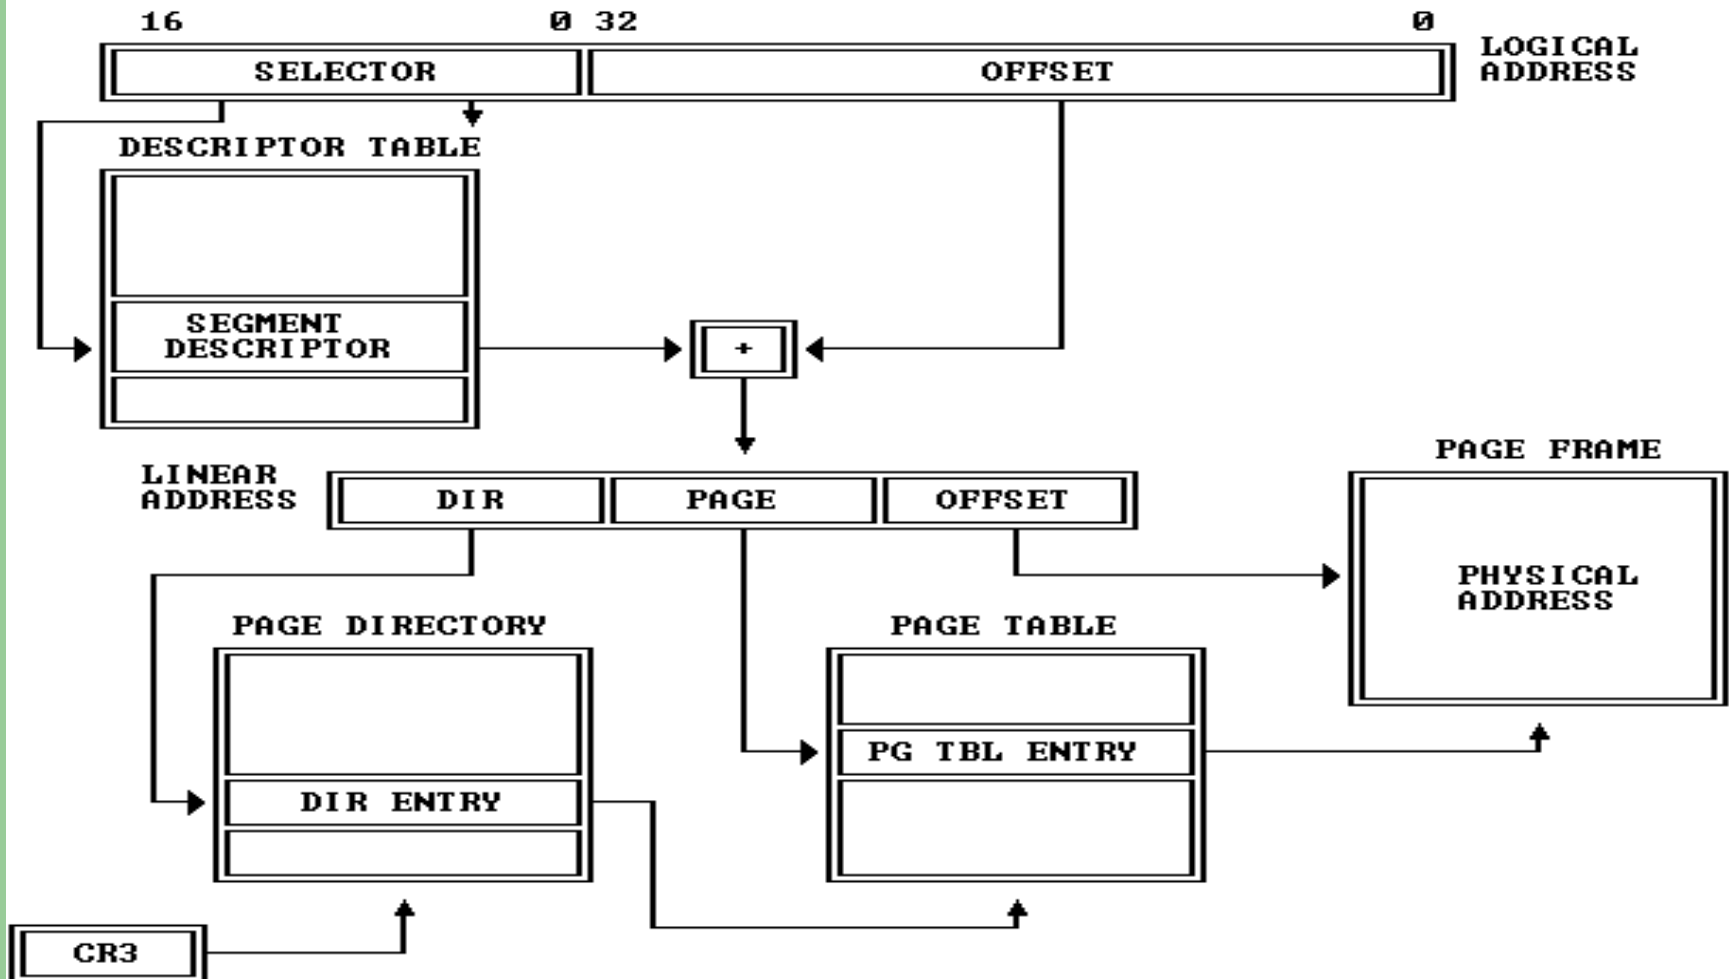 16 0 32 0
SELECTOR OFFSET
LOGICAL
ADDRESS
DESCRIPTOR TABLE
SEGMENT
DESCRIPTOR
+
LINEAR
ADDRESS
DIR PAGE OFFSET
PAGE FRAME
PHYSICAL
ADDRESS
PAGE DIRECTORY
PAGE TABLE
PG TBL ENTRY
DIR ENTRY
CR3